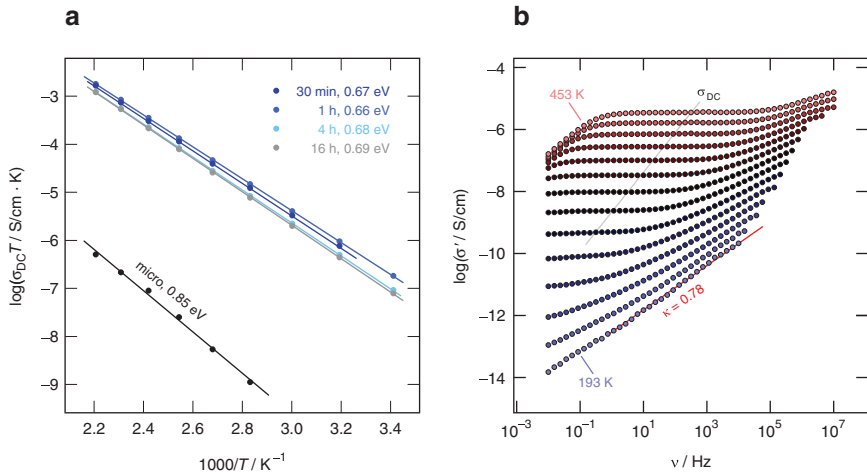 a
log(σDCT / S/cm · K)
−3
−4
−5
−6
−7
−8
−9
30 min, 0.67 eV
1 h, 0.66 eV
4 h, 0.68 eV
16 h, 0.69 eV
micro, 0.85 eV
2.2 2.4 2.6 2.8 3.0 3.2 3.4
1000/T / K⁻¹
b
log(σ′ / S/cm)
−4
−6
−8
−10
−12
−14
453 K
σDC
κ = 0.78
193 K
10⁻³ 10⁻¹ 10¹ 10³ 10⁵ 10⁷
ν / Hz